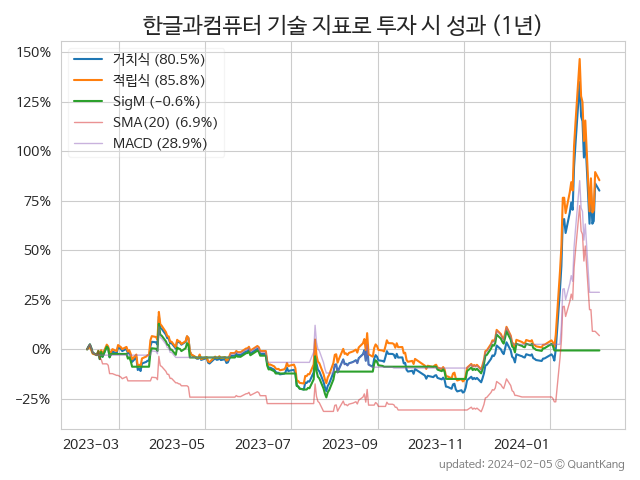 한글과컴퓨터 기술 지표로 투자 시 성과 (1년)
150%
125%
100%
75%
50%
25%
0%
−25%
거치식 (80.5%)
적립식 (85.8%)
SigM (−0.6%)
SMA(20) (6.9%)
MACD (28.9%)
2023-03
2023-05
2023-07
2023-09
2023-11
2024-01
updated: 2024-02-05 © QuantKang